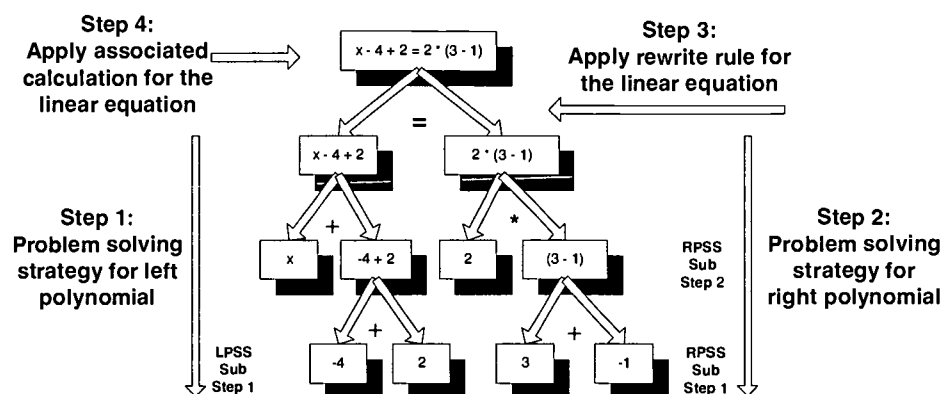 Step 4:
Apply associated
calculation for the
linear equation
x - 4 + 2 = 2 * (3 - 1)
Step 3:
Apply rewrite rule for
the linear equation
=
x - 4 + 2
2 * (3 - 1)
Step 1:
Problem solving
strategy for left
polynomial
+
*
x
-4 + 2
2
(3 - 1)
RPSS
Sub
Step 2
Step 2:
Problem solving
strategy for
right polynomial
+
+
LPSS
Sub
Step 1
-4
2
3
-1
RPSS
Sub
Step 1